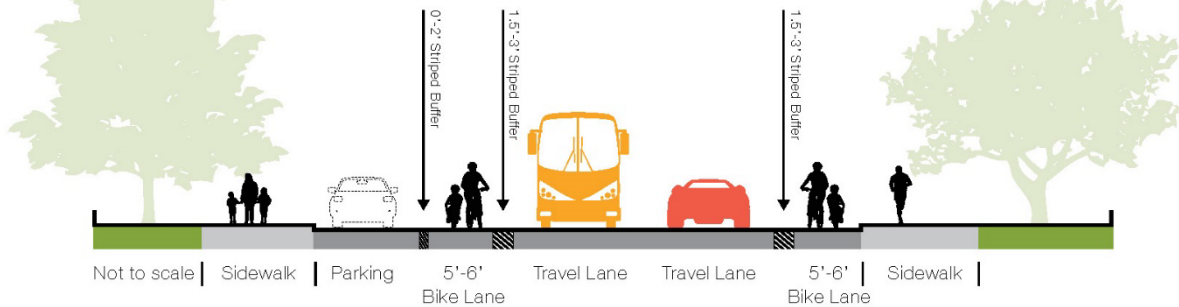 0'-2' Striped Buffer
1.5'-3' Striped Buffer
1.5'-3' Striped Buffer
Not to scale
Sidewalk
Parking
5'-6'
Bike Lane
Travel Lane
Travel Lane
5'-6'
Bike Lane
Sidewalk